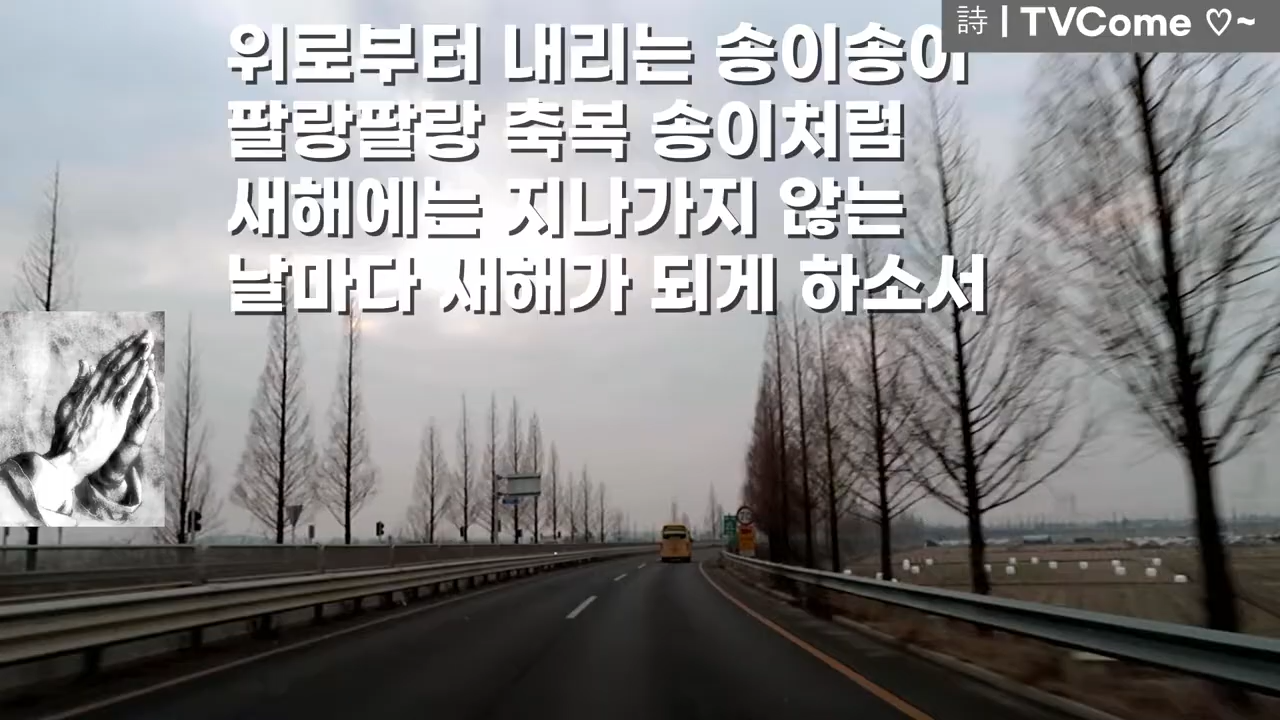 詩 | TVCome ♡~
위로부터 내리는 송이송이
팔랑팔랑 축복 송이처럼
새해에는 지나가지 않는
날마다 새해가 되게 하소서